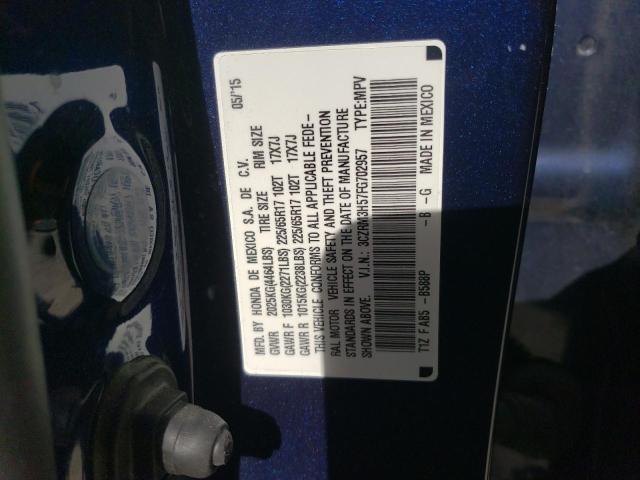 MFD. BY HONDA DE MEXICO S.A. DE C.V. 05/'15
GVWR 2025KG(4464LBS) TIRE SIZE RIM SIZE
GAWR F 1030KG(2271LBS) 225/65R17 102T 17X7J
GAWR R 1015KG(2238LBS) 225/65R17 102T 17X7J
THIS VEHICLE CONFORMS TO ALL APPLICABLE FEDE-
RAL MOTOR VEHICLE SAFETY AND THEFT PREVENTION
STANDARDS IN EFFECT ON THE DATE OF MANUFACTURE
SHOWN ABOVE. V.I.N.: 3CZRM3H57FG702957 TYPE:MPV
T1Z FAB5 -B588P -B -G MADE IN MEXICO